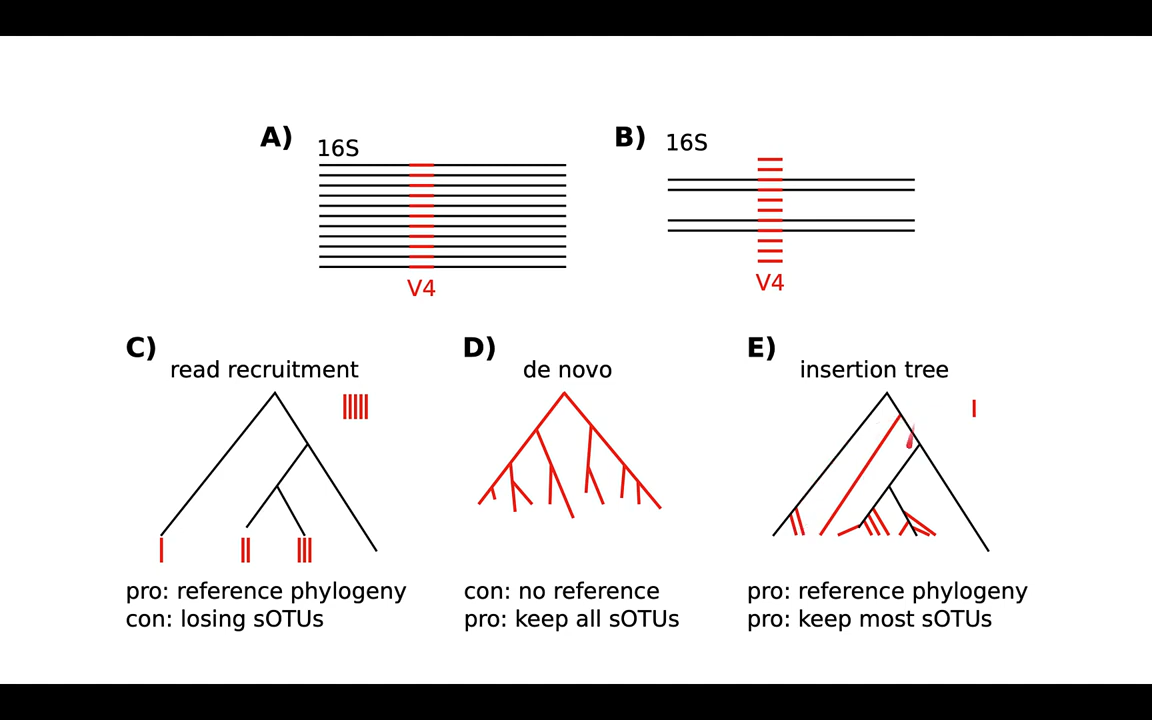 A)
16S
V4
B)
16S
V4
C)
read recruitment
pro: reference phylogeny
con: losing sOTUs
D)
de novo
con: no reference
pro: keep all sOTUs
E)
insertion tree
pro: reference phylogeny
pro: keep most sOTUs